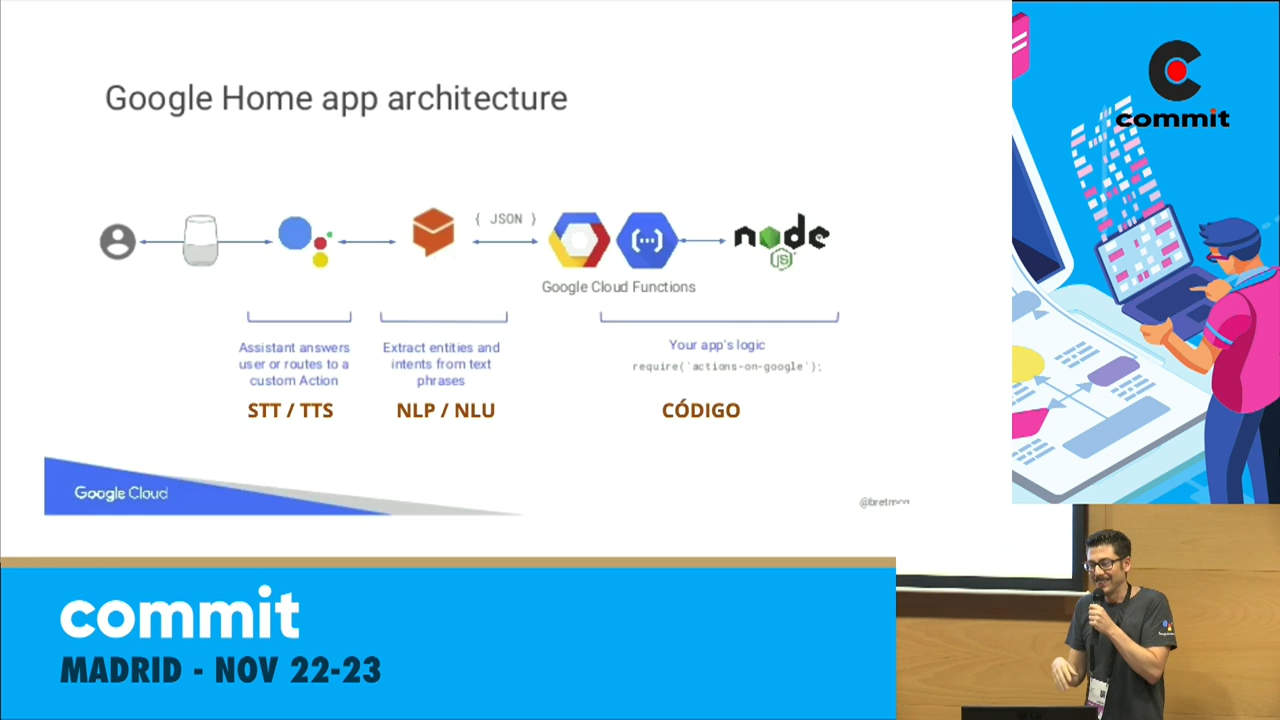 Google Home app architecture
{ JSON }
node
JS
Google Cloud Functions
Assistant answers
user or routes to a
custom Action
STT / TTS
Extract entities and
intents from text
phrases
NLP / NLU
Your app's logic
require('actions-on-google');
CÓDIGO
Google Cloud
commit
commit
MADRID - NOV 22-23